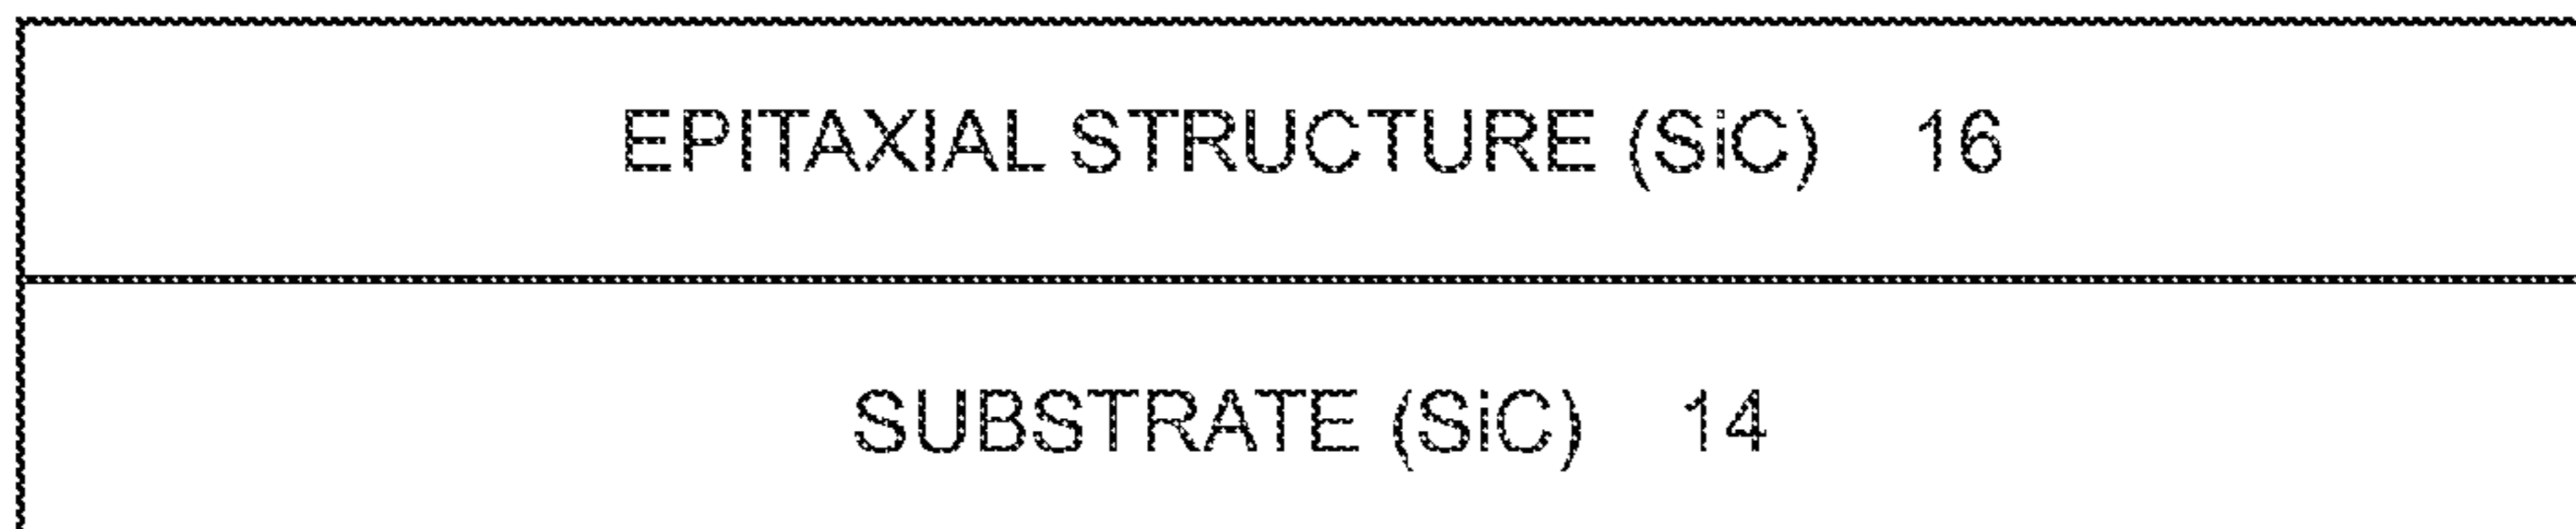 EPITAXIAL STRUCTURE (SiC) 16
SUBSTRATE (SiC) 14